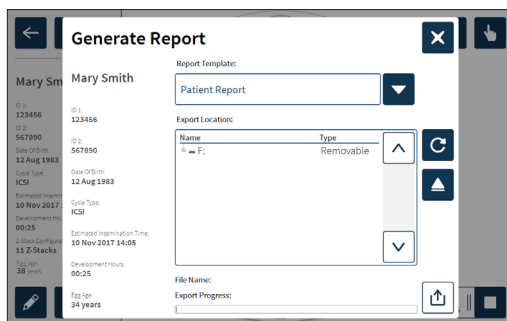 Generate Report
Mary Smith
ID 1:
123456
ID 2:
567890
Date Of Birth:
12 Aug 1983
Cycle Type:
ICSI
Estimated Insemination Time:
10 Nov 2017 14:05
Development Hours:
00:25
Egg Age:
34 years
Report Template:
Patient Report
Export Location:
Name Type
F: Removable
File Name:
Export Progress:
Mary Sm
ID 1:
123456
ID 2:
567890
Date Of Birth:
12 Aug 1983
Cycle Type:
ICSI
Estimated Insemin
10 Nov 2017 1
Development Hou
00:25
Z-Stack Configurat
11 Z-Stacks
Egg Age:
38 years